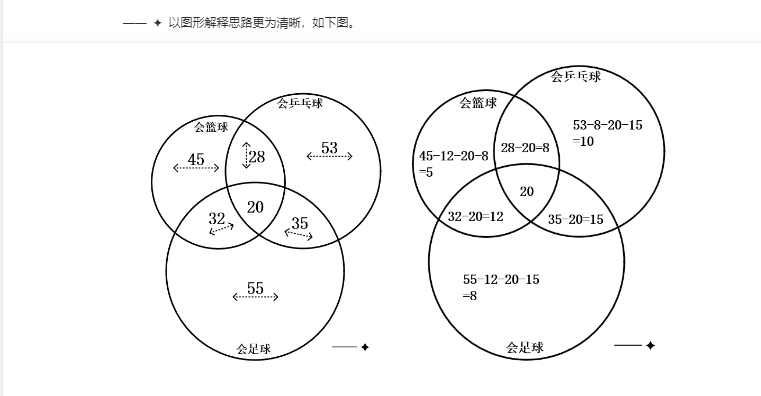 —— ✦ 以图形解释思路更为清晰，如下图。
会篮球
会乒乓球
45
28
53
32
20
35
55
会足球
—— ✦
会篮球
会乒乓球
45-12-20-8
=5
28-20=8
53-8-20-15
=10
20
32-20=12
35-20=15
55-12-20-15
=8
会足球
—— ✦